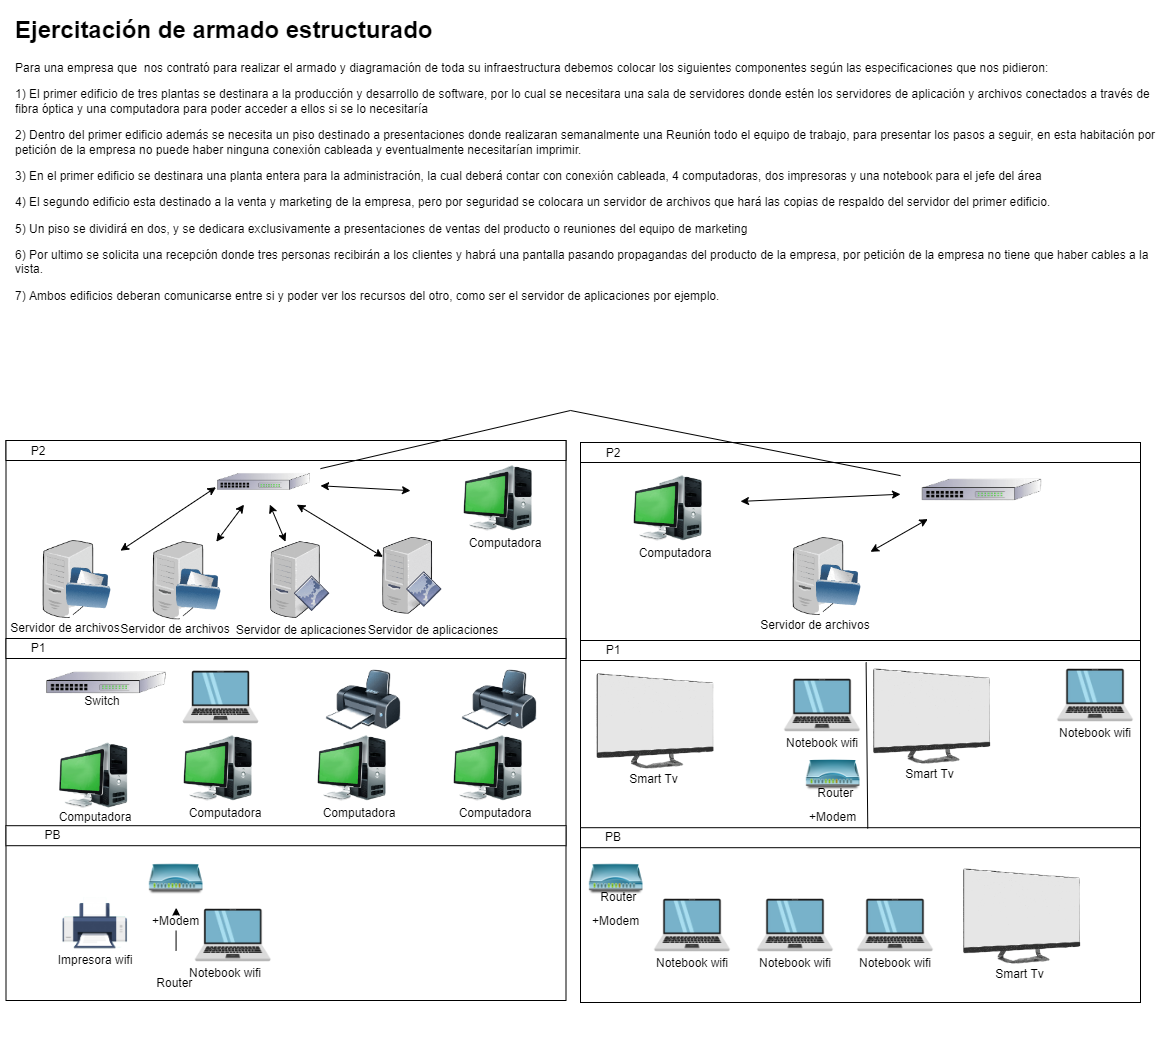 Ejercitación de armado estructurado
Para una empresa que  nos contrató para realizar el armado y diagramación de toda su infraestructura debemos colocar los siguientes componentes según las especificaciones que nos pidieron:
1) El primer edificio de tres plantas se destinara a la producción y desarrollo de software, por lo cual se necesitara una sala de servidores donde estén los servidores de aplicación y archivos conectados a través de
fibra óptica y una computadora para poder acceder a ellos si se lo necesitaría
2) Dentro del primer edificio además se necesita un piso destinado a presentaciones donde realizaran semanalmente una Reunión todo el equipo de trabajo, para presentar los pasos a seguir, en esta habitación por
petición de la empresa no puede haber ninguna conexión cableada y eventualmente necesitarían imprimir.
3) En el primer edificio se destinara una planta entera para la administración, la cual deberá contar con conexión cableada, 4 computadoras, dos impresoras y una notebook para el jefe del área
4) El segundo edificio esta destinado a la venta y marketing de la empresa, pero por seguridad se colocara un servidor de archivos que hará las copias de respaldo del servidor del primer edificio.
5) Un piso se dividirá en dos, y se dedicara exclusivamente a presentaciones de ventas del producto o reuniones del equipo de marketing
6) Por ultimo se solicita una recepción donde tres personas recibirán a los clientes y habrá una pantalla pasando propagandas del producto de la empresa, por petición de la empresa no tiene que haber cables a la
vista.
7) Ambos edificios deberan comunicarse entre si y poder ver los recursos del otro, como ser el servidor de aplicaciones por ejemplo.
P2
Computadora
Servidor de archivos
Servidor de archivos
Servidor de aplicaciones
Servidor de aplicaciones
P1
Switch
Computadora
Computadora
Computadora
Computadora
PB
+Modem
Impresora wifi
Notebook wifi
Router
P2
Computadora
Servidor de archivos
P1
Smart Tv
Notebook wifi
Router
+Modem
Smart Tv
Notebook wifi
PB
Router
+Modem
Notebook wifi
Notebook wifi
Notebook wifi
Smart Tv